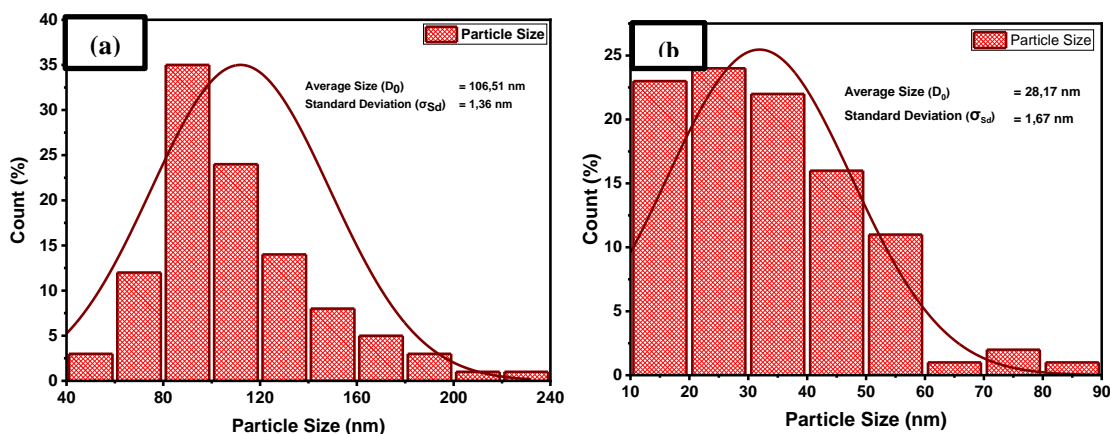 (a)
Particle Size
Average Size (D₀) = 106,51 nm
Standard Deviation (σSd) = 1,36 nm
Count (%)
40
35
30
25
20
15
10
5
0
40 80 120 160 200 240
Particle Size (nm)
(b
Particle Size
Average Size (D₀) = 28,17 nm
Standard Deviation (σSd) = 1,67 nm
Count (%)
25
20
15
10
5
0
10 20 30 40 50 60 70 80 90
Particle Size (nm)